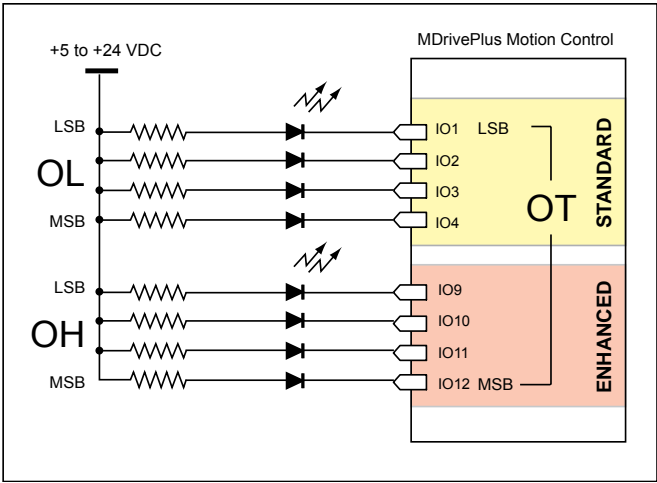 +5 to +24 VDC
MDrivePlus Motion Control
LSB
OL
MSB
IO1 LSB
IO2
IO3
IO4
OT
STANDARD
LSB
OH
MSB
IO9
IO10
IO11
IO12 MSB
ENHANCED